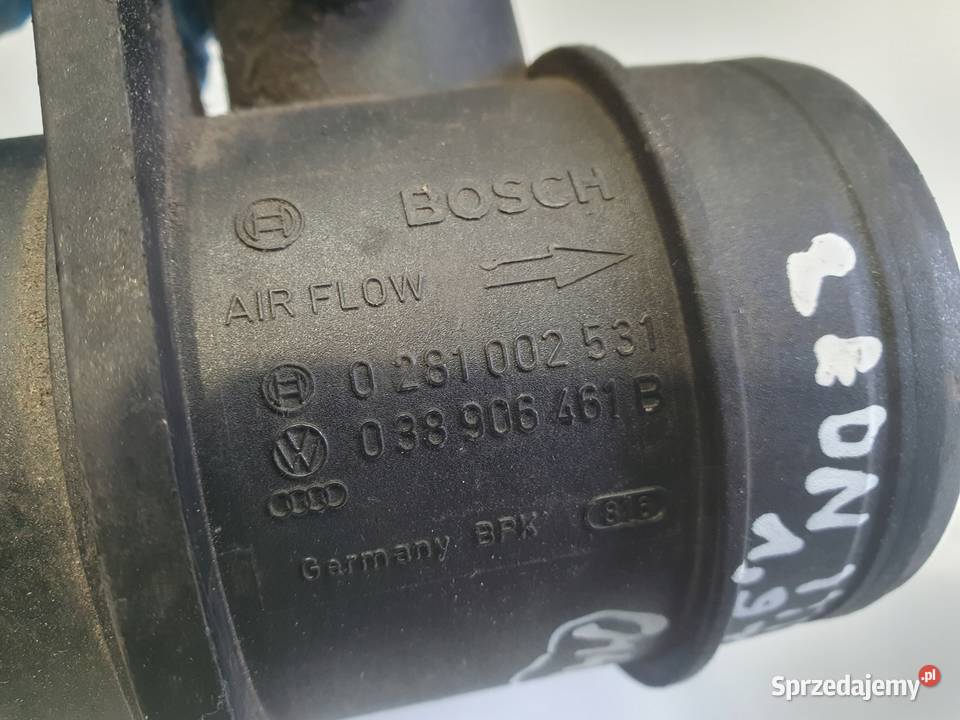 BOSCH
AIR FLOW
0 281 002 531
038 906 461 B
Germany BPK 816
Sprzedajemy.pl